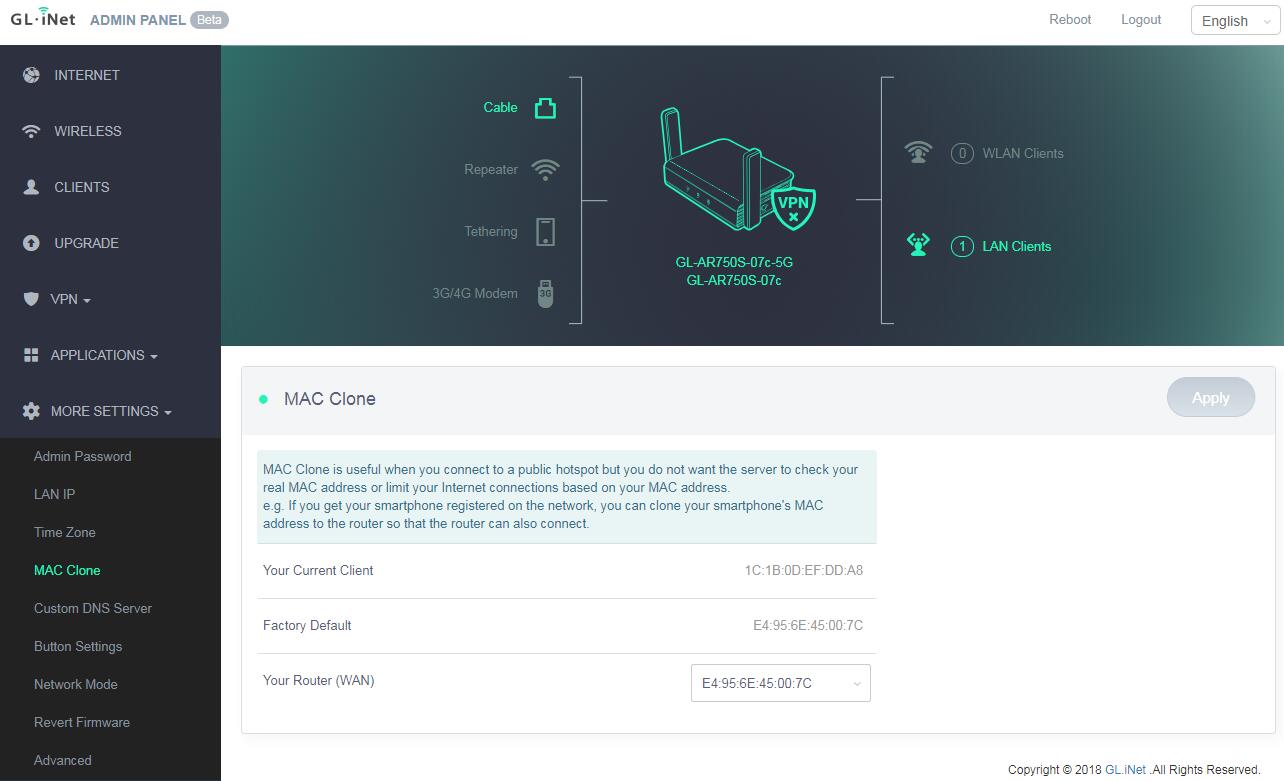 GL·iNet ADMIN PANEL Beta
Reboot Logout English
INTERNET
WIRELESS
CLIENTS
UPGRADE
VPN
APPLICATIONS
MORE SETTINGS
Admin Password
LAN IP
Time Zone
MAC Clone
Custom DNS Server
Button Settings
Network Mode
Revert Firmware
Advanced
Cable
Repeater
Tethering
3G/4G Modem
3G
VPN
GL-AR750S-07c-5G
GL-AR750S-07c
0 WLAN Clients
1 LAN Clients
MAC Clone
Apply
MAC Clone is useful when you connect to a public hotspot but you do not want the server to check your
real MAC address or limit your Internet connections based on your MAC address.
e.g. If you get your smartphone registered on the network, you can clone your smartphone's MAC
address to the router so that the router can also connect.
Your Current Client 1C:1B:0D:EF:DD:A8
Factory Default E4:95:6E:45:00:7C
Your Router (WAN) E4:95:6E:45:00:7C
Copyright © 2018 GL.iNet .All Rights Reserved.